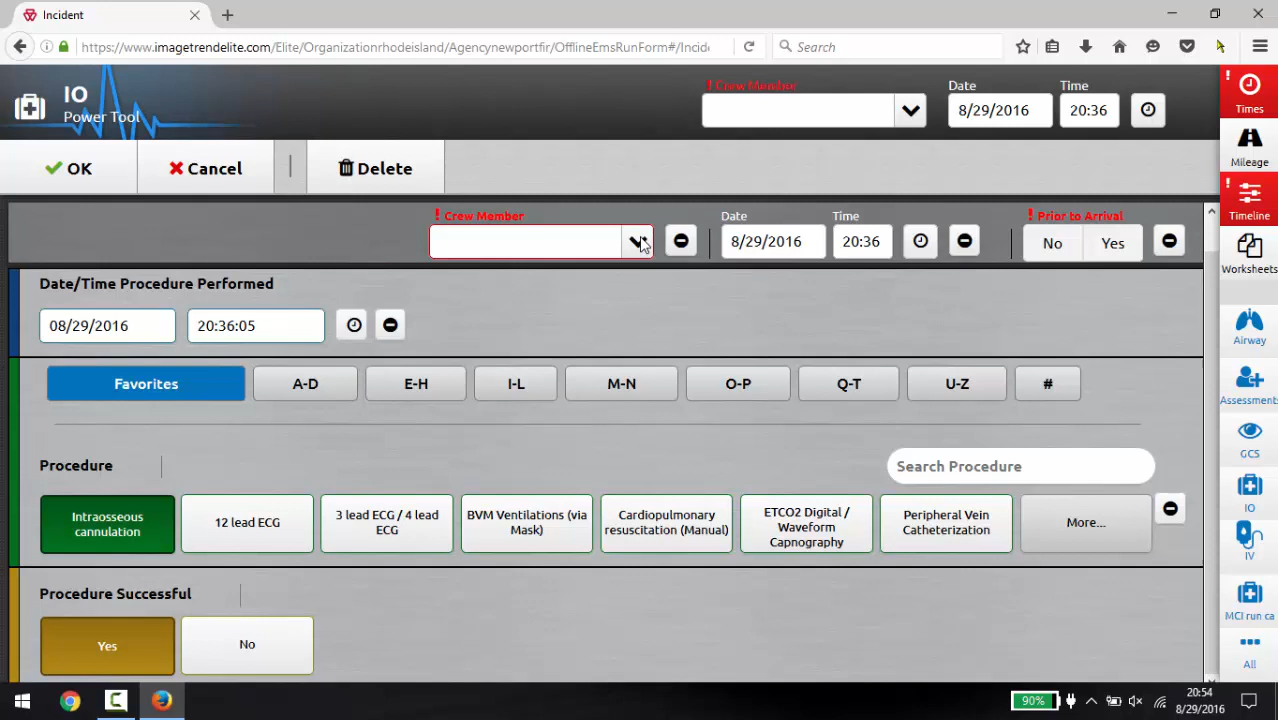 Incident
https://www.imagetrendelite.com/Elite/Organizationrhodeisland/Agencynewportfir/OfflineEmsRunForm#/Incide
Search
IO
Power Tool
! Crew Member
Date
Time
8/29/2016
20:36
OK
Cancel
Delete
! Crew Member
Date
Time
! Prior to Arrival
8/29/2016
20:36
No
Yes
Date/Time Procedure Performed
08/29/2016
20:36:05
Favorites
A-D
E-H
I-L
M-N
O-P
Q-T
U-Z
#
Procedure
Search Procedure
Intraosseous
cannulation
12 lead ECG
3 lead ECG / 4 lead
ECG
BVM Ventilations (via
Mask)
Cardiopulmonary
resuscitation (Manual)
ETCO2 Digital /
Waveform
Capnography
Peripheral Vein
Catheterization
More...
Procedure Successful
Yes
No
! Times
Mileage
! Timeline
Worksheets
Airway
Assessments
GCS
IO
IV
MCI run ca
All
90%
20:54
8/29/2016